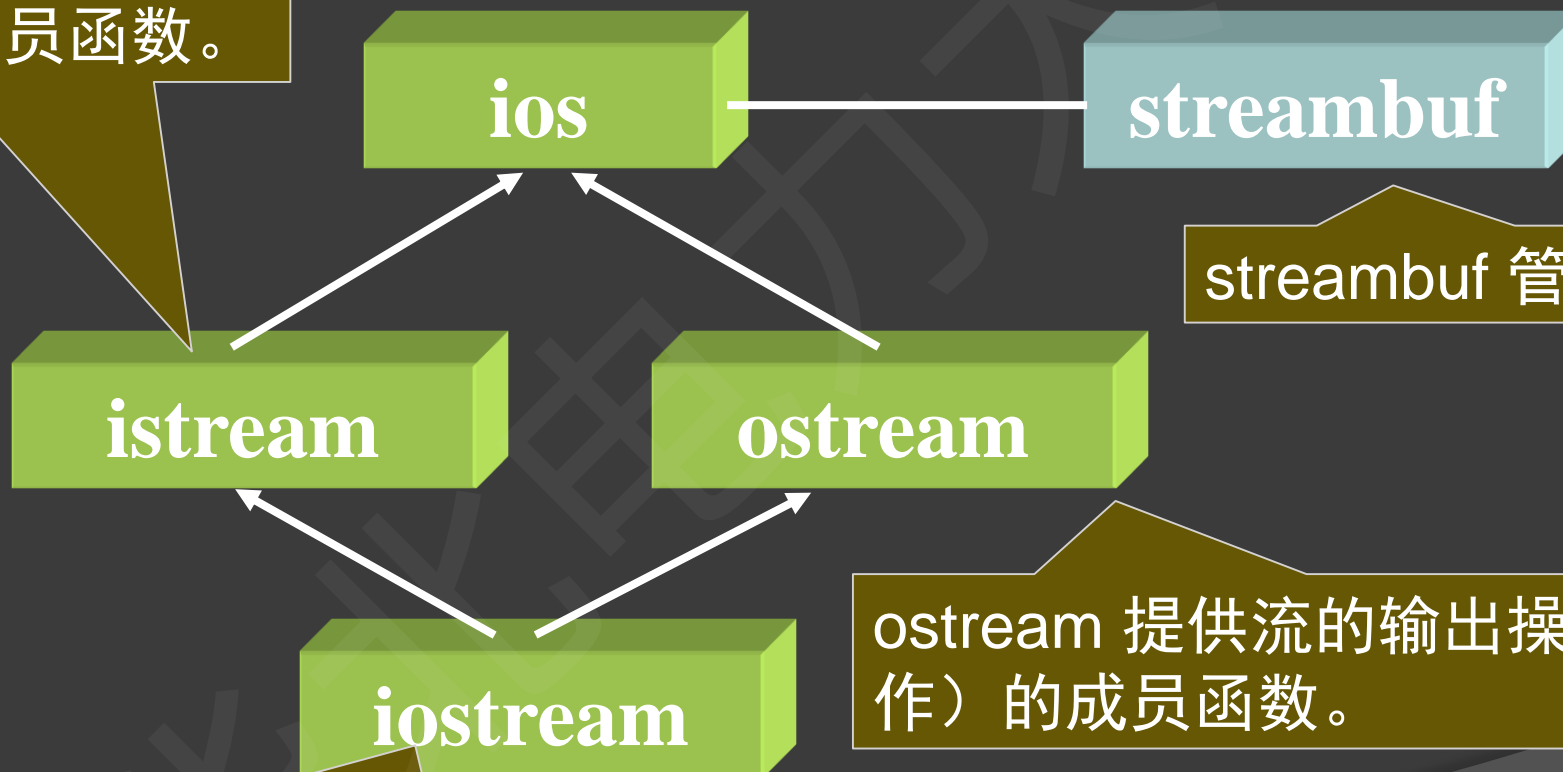 员函数。
ios
streambuf
streambuf 管
istream
ostream
ostream 提供流的输出操
作）的成员函数。
iostream